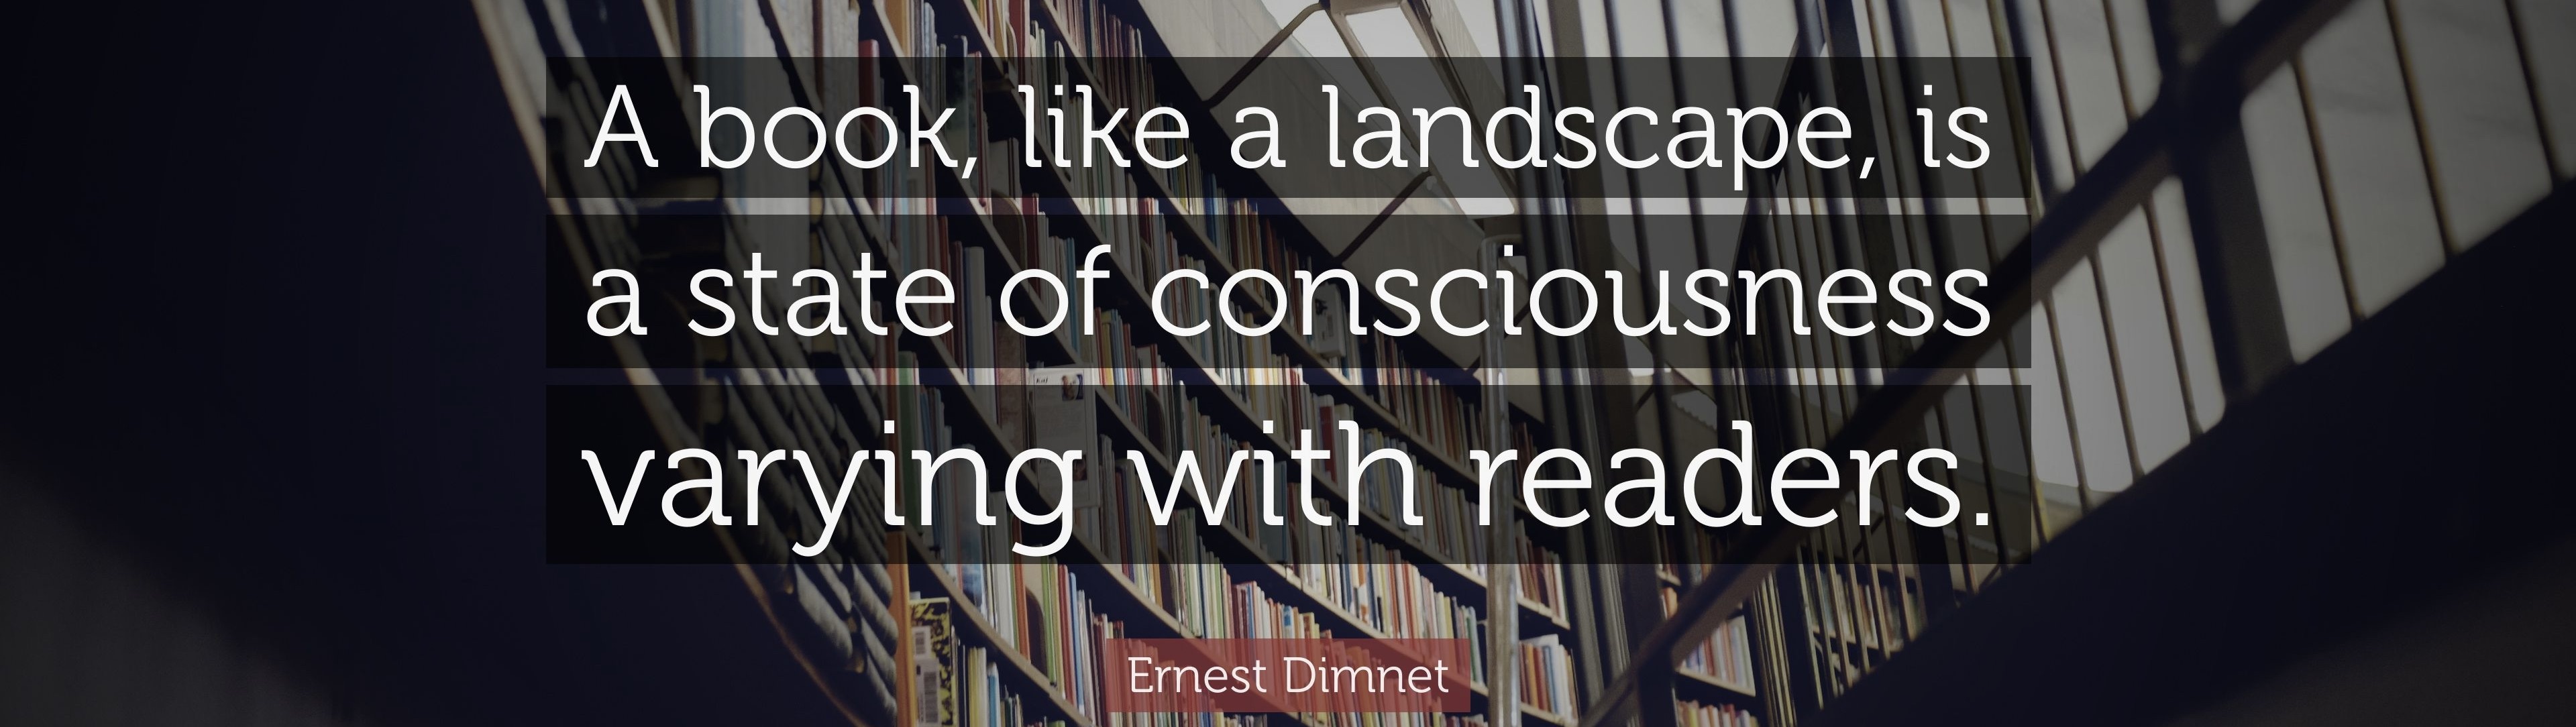 A book, like a landscape, is
a state of consciousness
varying with readers.
Ernest Dimnet